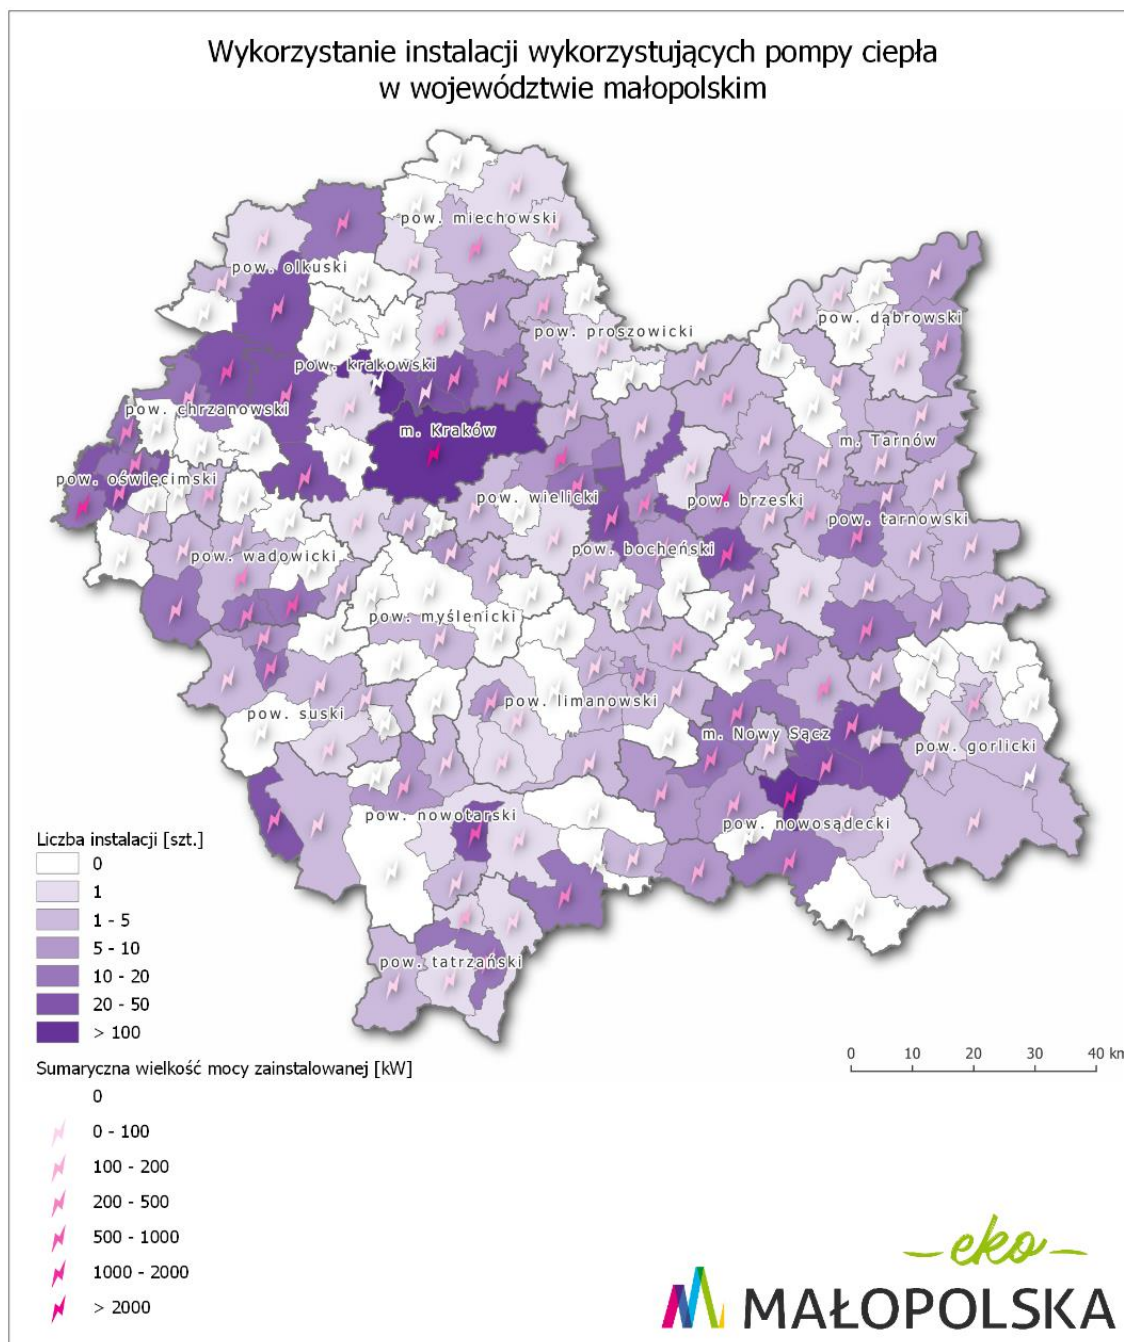 Wykorzystanie instalacji wykorzystujących pompy ciepła
w województwie małopolskim
pow. miechowski
pow. olkuski
pow. dąbrowski
pow. proszowicki
pow. krakowski
pow. chrzanowski
m. Kraków
m. Tarnów
pow. oświęcimski
pow. wielicki
pow. brzeski
pow. tarnowski
pow. wadowicki
pow. bocheński
pow. myślenicki
pow. suski
pow. limanowski
m. Nowy Sącz
pow. gorlicki
pow. nowotarski
pow. nowosądecki
pow. tatrzański
Liczba instalacji [szt.]
0
1
1 - 5
5 - 10
10 - 20
20 - 50
> 100
0 10 20 30 40 km
Sumaryczna wielkość mocy zainstalowanej [kW]
0
0 - 100
100 - 200
200 - 500
500 - 1000
1000 - 2000
> 2000
eko
MAŁOPOLSKA